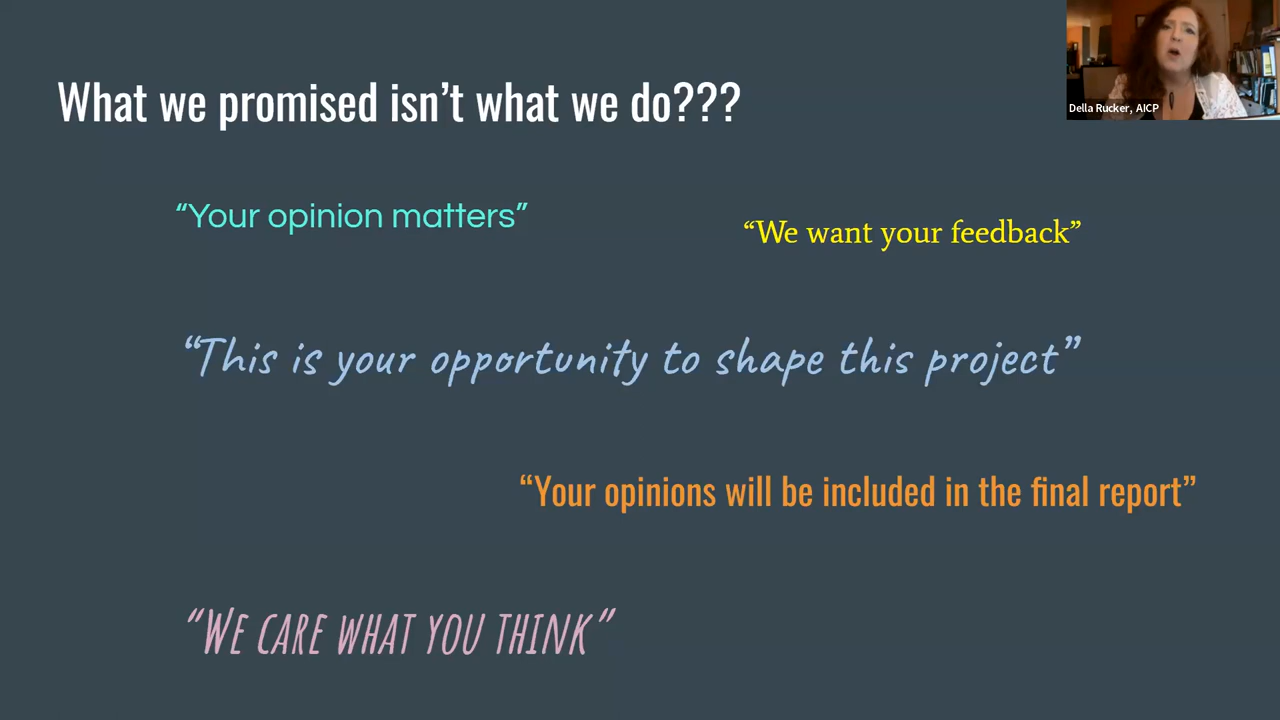 Della Rucker, AICP
What we promised isn’t what we do???
“Your opinion matters”
“We want your feedback”
“This is your opportunity to shape this project”
“Your opinions will be included in the final report”
“WE CARE WHAT YOU THINK”